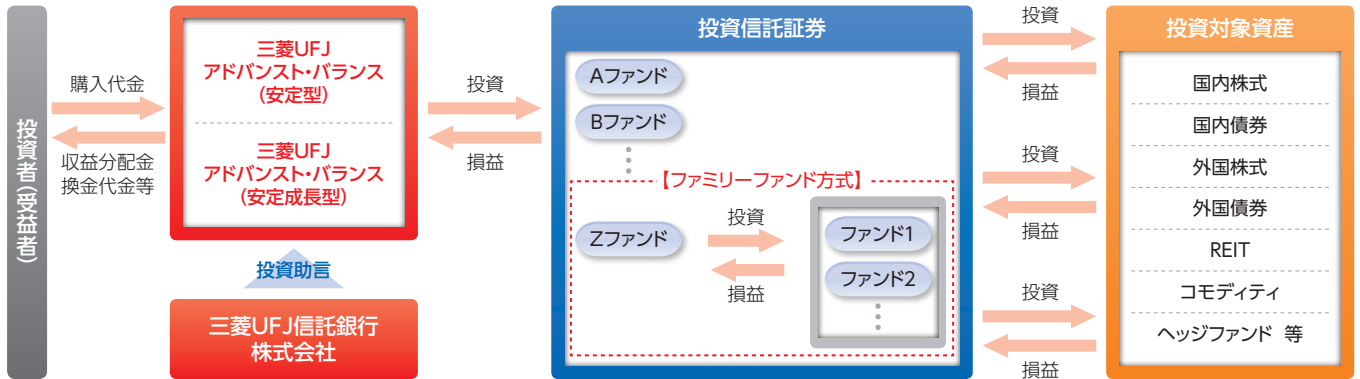 投資者(受益者)
購入代金
収益分配金
換金代金等
三菱UFJ
アドバンスト・バランス
(安定型)
三菱UFJ
アドバンスト・バランス
(安定成長型)
投資助言
三菱UFJ信託銀行
株式会社
投資
損益
投資信託証券
Aファンド
Bファンド
【ファミリーファンド方式】
Zファンド
投資
損益
ファンド1
ファンド2
投資
損益
投資
損益
投資
損益
投資対象資産
国内株式
国内債券
外国株式
外国債券
REIT
コモディティ
ヘッジファンド 等